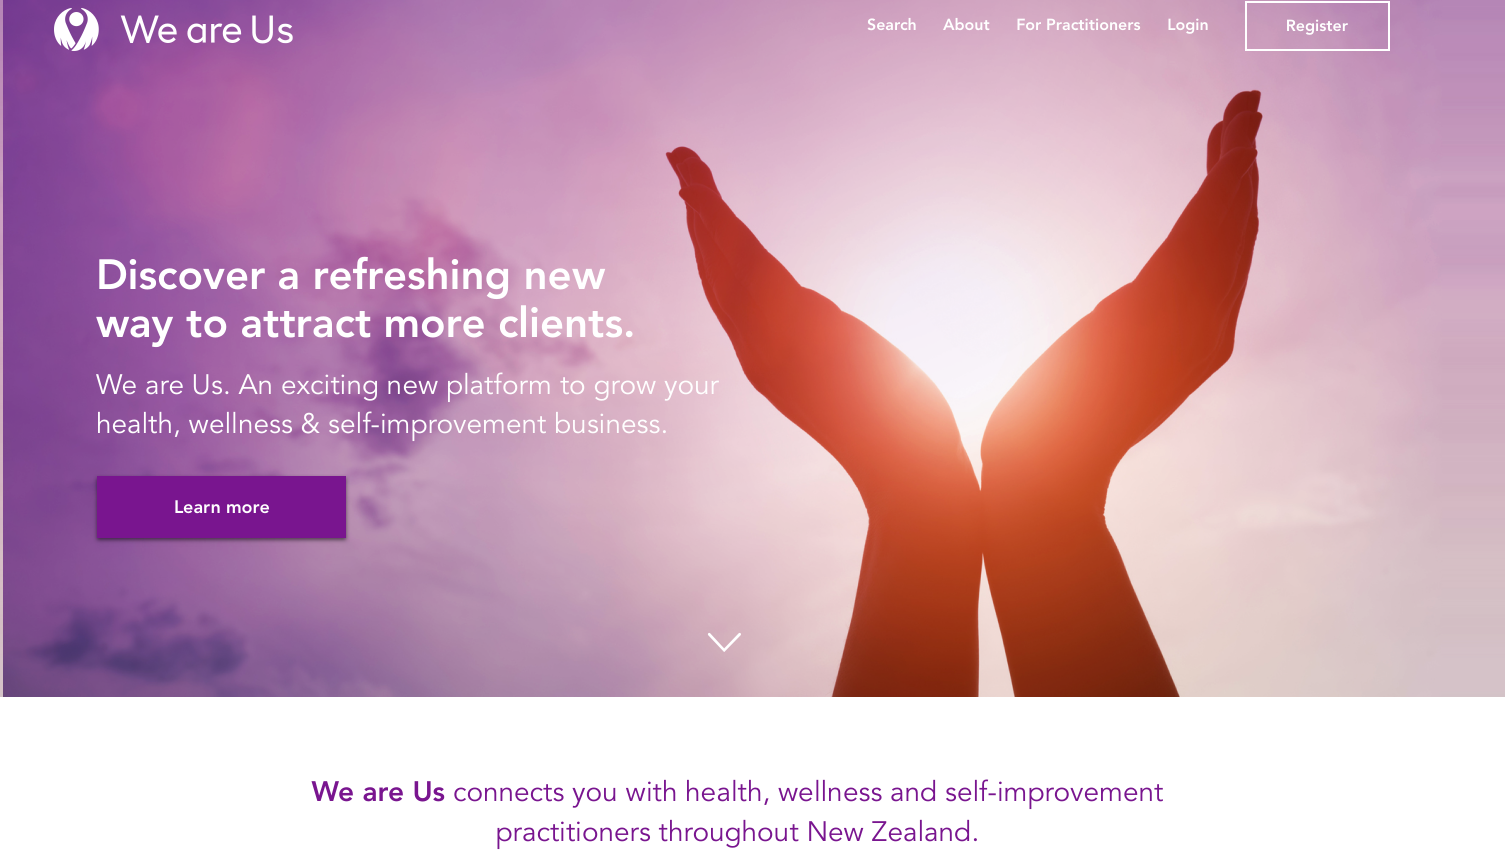 We are Us
Search
About
For Practitioners
Login
Register
Discover a refreshing new
way to attract more clients.
We are Us. An exciting new platform to grow your
health, wellness & self-improvement business.
Learn more
We are Us connects you with health, wellness and self-improvement
practitioners throughout New Zealand.